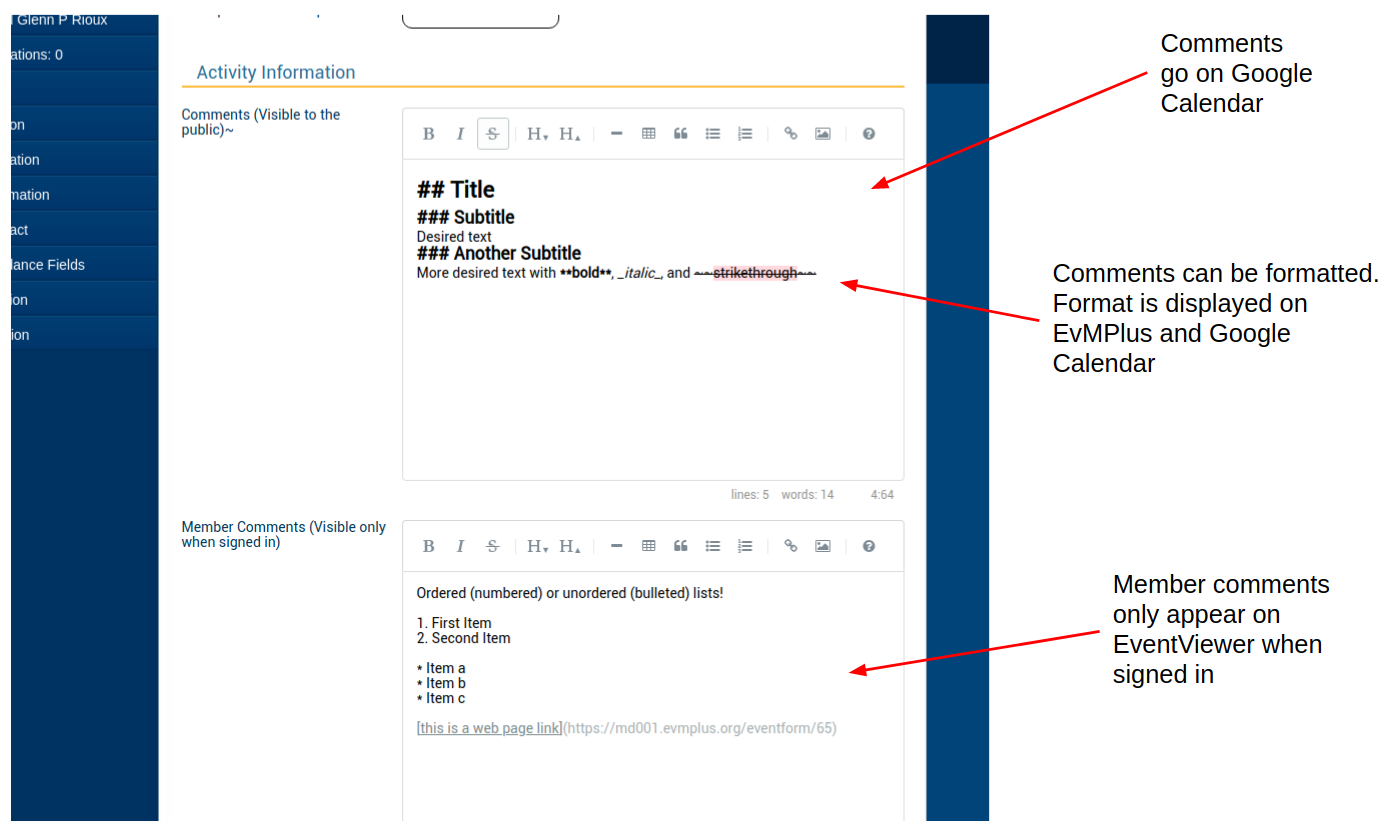 Glenn P Rioux
ations: 0
on
ation
mation
act
lance Fields
ion
ion
Activity Information
Comments (Visible to the
public)~
B I S H H
## Title
### Subtitle
Desired text
### Another Subtitle
More desired text with **bold**, _italic_, and ~~strikethrough~~
lines: 5 words: 14 4:64
Member Comments (Visible only
when signed in)
B I S H H
Ordered (numbered) or unordered (bulleted) lists!
1. First Item
2. Second Item
* Item a
* Item b
* Item c
[this is a web page link](https://md001.evmplus.org/eventform/65)
Comments
go on Google
Calendar
Comments can be formatted.
Format is displayed on
EvMPlus and Google
Calendar
Member comments
only appear on
EventViewer when
signed in